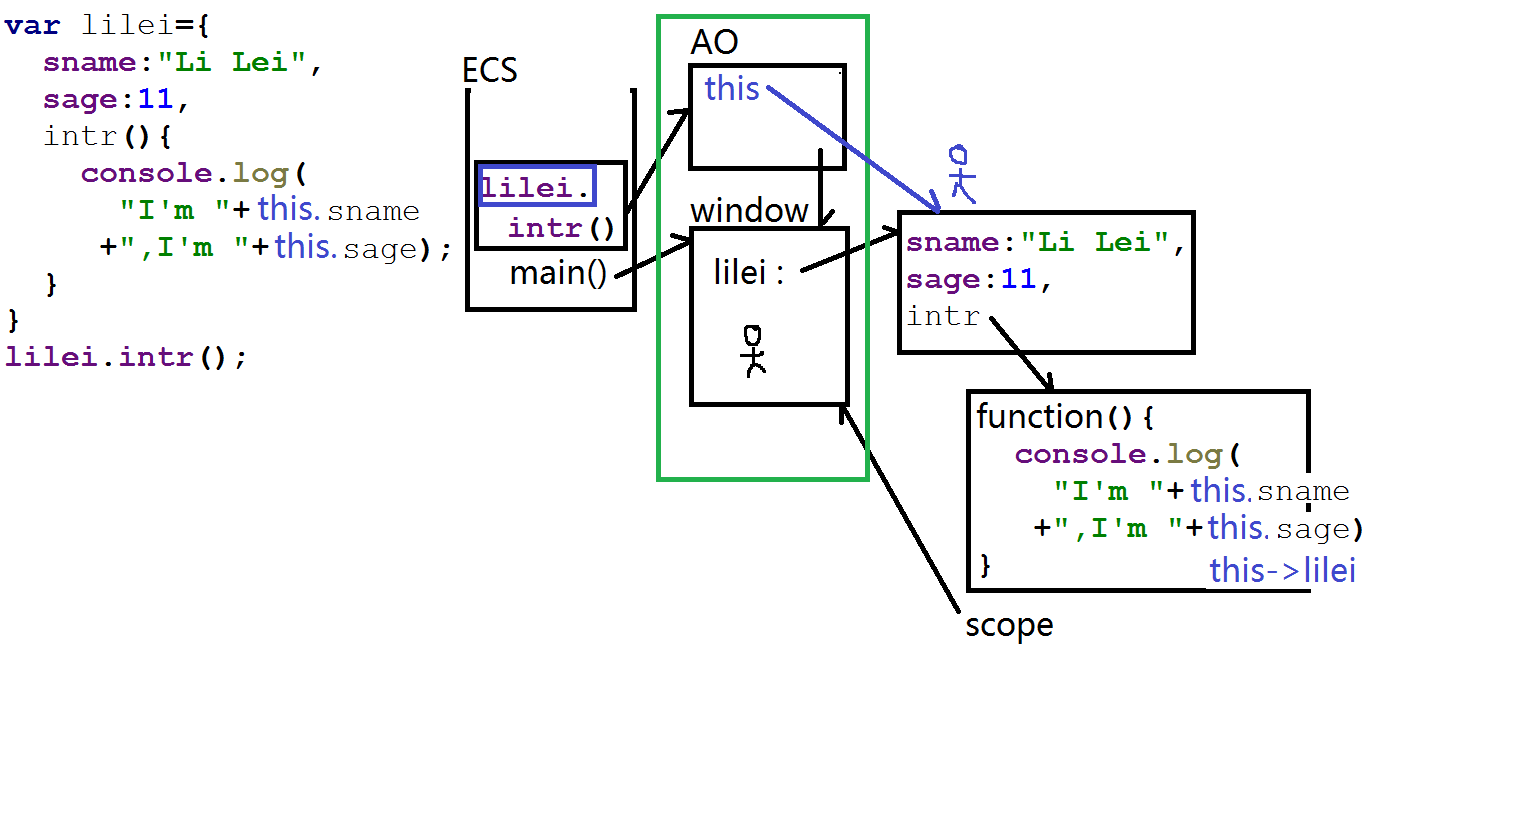 var lilei={
sname:"Li Lei",
sage:11,
intr(){
console.log(
"I'm "+this.sname
+",I'm "+this.sage);
}
}
lilei.intr();
ECS
lilei.
intr()
main()
AO
this
window
lilei :
sname:"Li Lei",
sage:11,
intr
function(){
console.log(
"I'm "+this.sname
+",I'm "+this.sage)
}
this->lilei
scope